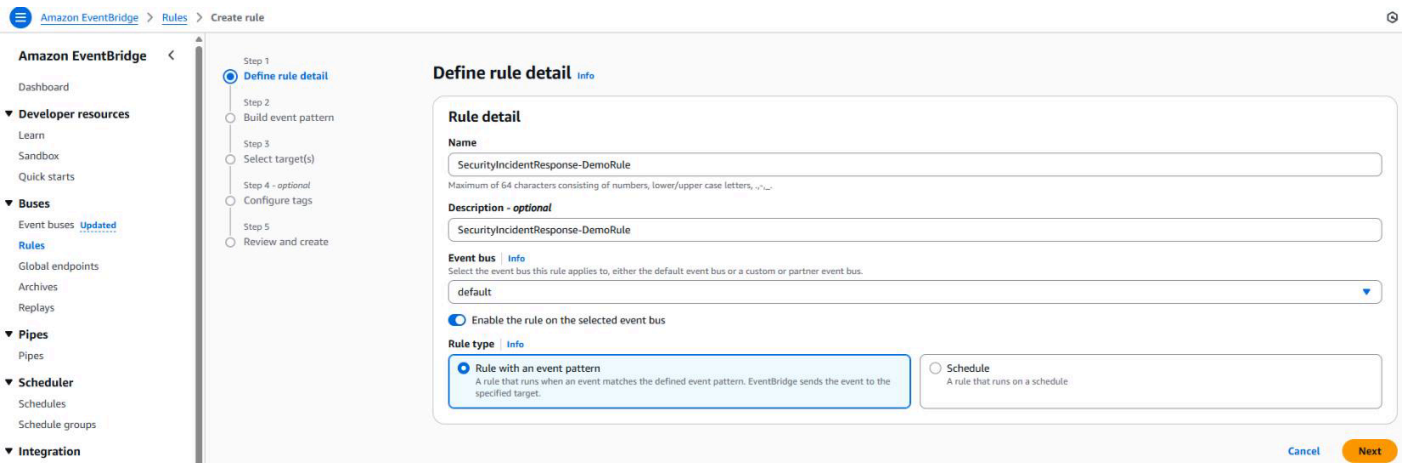 Amazon EventBridge > Rules > Create rule
Amazon EventBridge
Dashboard
Developer resources
Learn
Sandbox
Quick starts
Buses
Event buses Updated
Rules
Global endpoints
Archives
Replays
Pipes
Pipes
Scheduler
Schedules
Schedule groups
Integration
Step 1
Define rule detail
Step 2
Build event pattern
Step 3
Select target(s)
Step 4 - optional
Configure tags
Step 5
Review and create
Define rule detail Info
Rule detail
Name
SecurityIncidentResponse-DemoRule
Maximum of 64 characters consisting of numbers, lower/upper case letters, .,-,_.
Description - optional
SecurityIncidentResponse-DemoRule
Event bus Info
Select the event bus this rule applies to, either the default event bus or a custom or partner event bus.
default
Enable the rule on the selected event bus
Rule type Info
Rule with an event pattern
A rule that runs when an event matches the defined event pattern. EventBridge sends the event to the
specified target.
Schedule
A rule that runs on a schedule
Cancel
Next